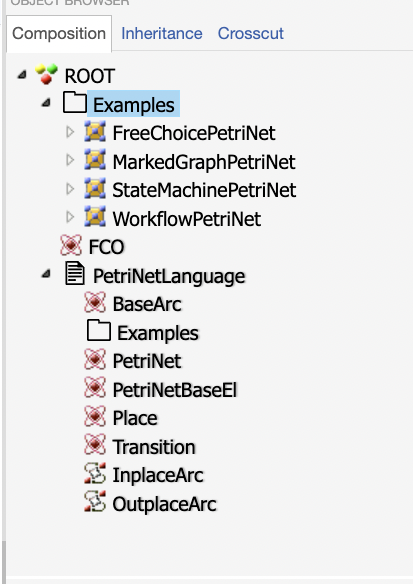 OBJECT BROWSER
Composition Inheritance Crosscut
ROOT
Examples
FreeChoicePetriNet
MarkedGraphPetriNet
StateMachinePetriNet
WorkflowPetriNet
FCO
PetriNetLanguage
BaseArc
Examples
PetriNet
PetriNetBaseEl
Place
Transition
InplaceArc
OutplaceArc